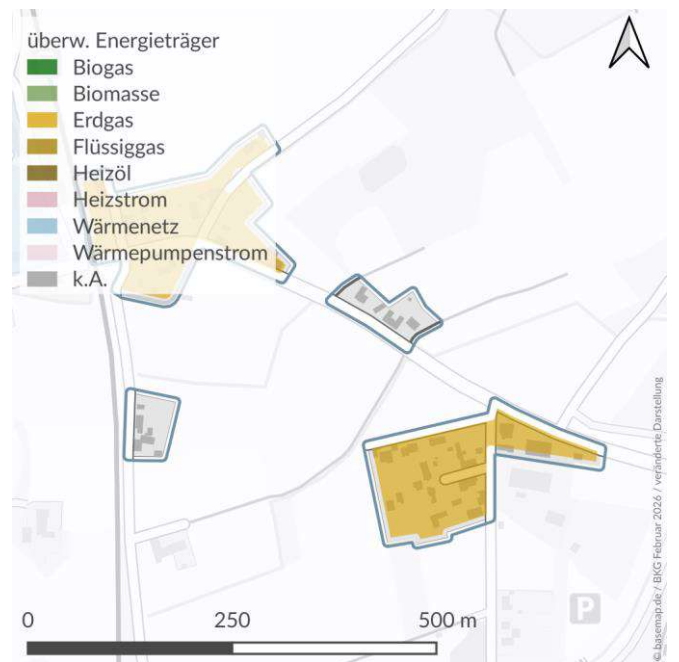 überw. Energieträger
Biogas
Biomasse
Erdgas
Flüssiggas
Heizöl
Heizstrom
Wärmenetz
Wärmepumpenstrom
k.A.
P
0 250 500 m
© basemap.de / BKG Februar 2026 / veränderte Darstellung